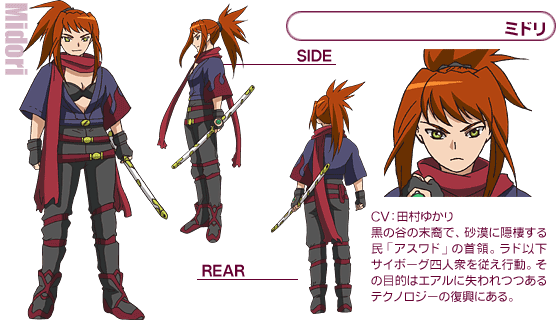 Midori
ミドリ
SIDE
REAR
CV：田村ゆかり
黒の谷の末裔で、砂漠に隠棲する
民「アスワド」の首領。ラド以下
サイボーグ四人衆を従え行動。そ
の目的はエアルに失われつつある
テクノロジーの復興にある。